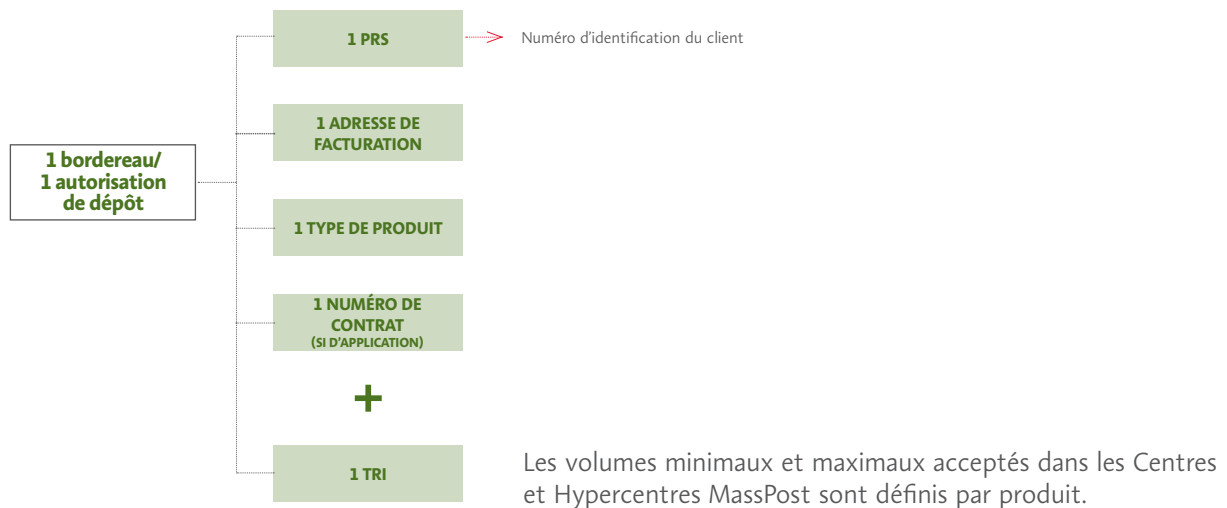 1 PRS
Numéro d'identification du client
1 ADRESSE DE
FACTURATION
1 bordereau/
1 autorisation
de dépôt
1 TYPE DE PRODUIT
1 NUMÉRO DE
CONTRAT
(SI D'APPLICATION)
+
1 TRI
Les volumes minimaux et maximaux acceptés dans les Centres
et Hypercentres MassPost sont définis par produit.